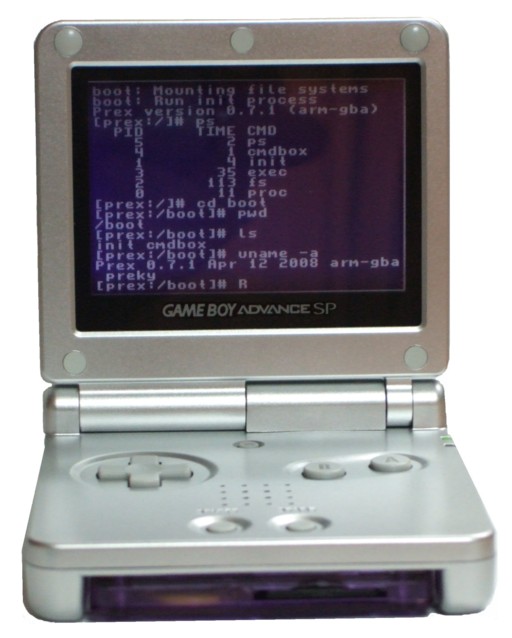 boot: Mounting file systems
boot: Run init process
Prex version 0.7.1 (arm-gba)
[prex:/]# ps
PID TIME CMD
5 2 ps
4 1 cmdbox
1 4 init
3 35 exec
2 113 fs
0 11 proc
[prex:/]# cd boot
[prex:/boot]# pwd
/boot
[prex:/boot]# ls
init cmdbox
[prex:/boot]# uname -a
Prex 0.7.1 Apr 12 2008 arm-gba
preky
[prex:/boot]# R
GAME BOY ADVANCE SP
B A